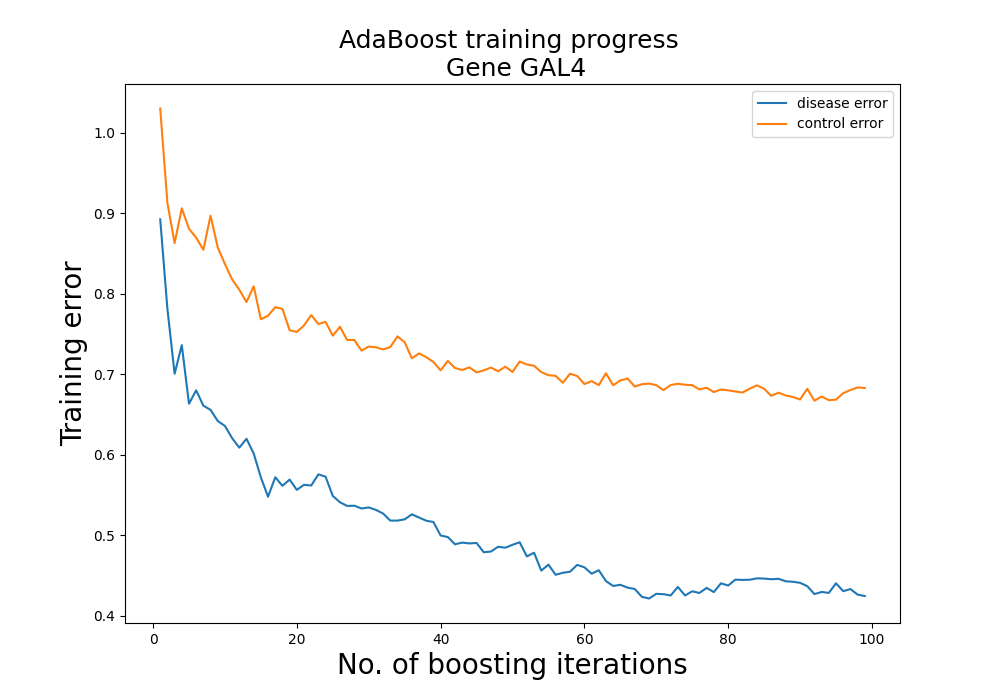 AdaBoost training progress
Gene GAL4
disease error
control error
Training error
1.0
0.9
0.8
0.7
0.6
0.5
0.4
0 20 40 60 80 100
No. of boosting iterations